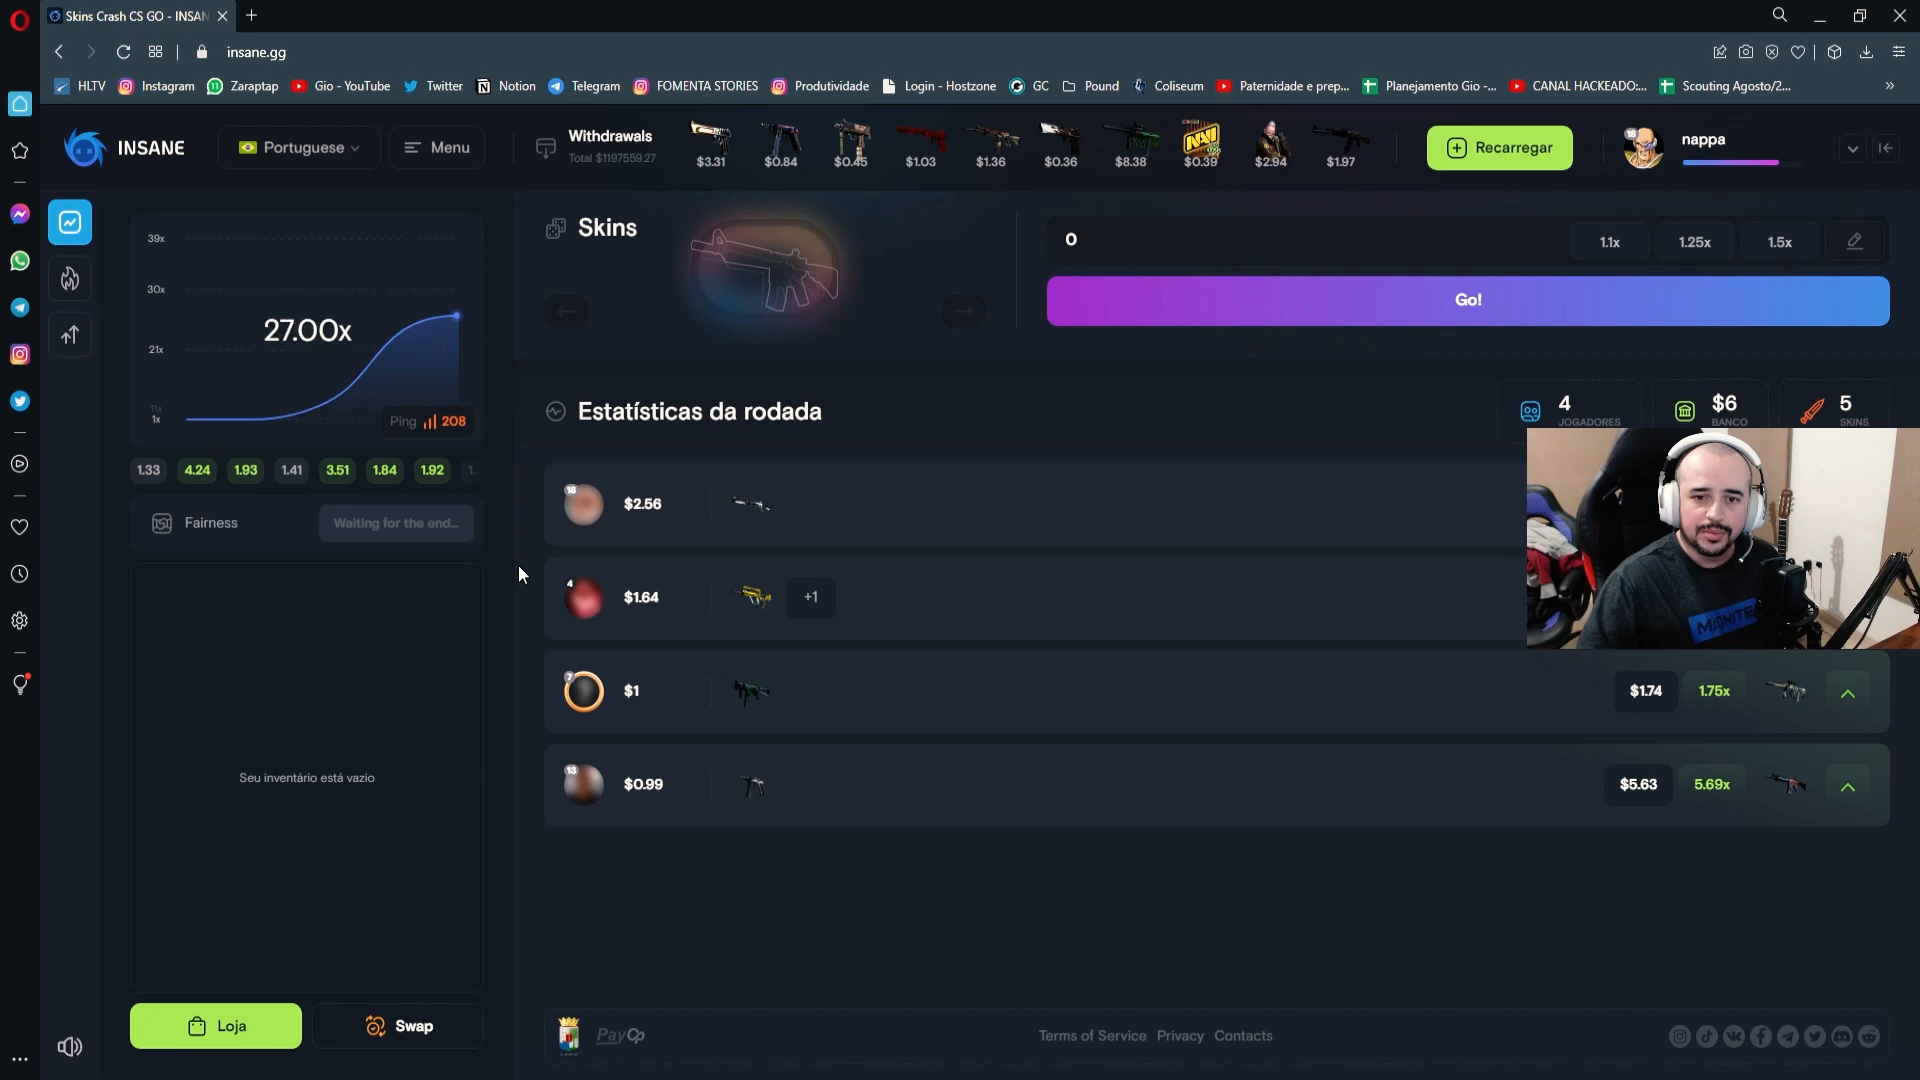 Skins Crash CS GO - INSAN
insane.gg
HLTV
Instagram
Zaraptap
Gio - YouTube
Twitter
Notion
Telegram
FOMENTA STORIES
Produtividade
Login - Hostzone
GC
Pound
Coliseum
Paternidade e prep...
Planejamento Gio -...
CANAL HACKEADO:...
Scouting Agosto/2...
INSANE
Portuguese
Menu
Withdrawals
Total $1197559.27
$3.31
$0.84
$0.45
$1.03
$1.36
$0.36
$8.38
$0.39
$2.94
$1.97
Recarregar
18
nappa
39x
30x
27.00x
21x
11x
1x
Ping 208
1.33
4.24
1.93
1.41
3.51
1.84
1.92
Fairness
Waiting for the end...
Seu inventário está vazio
Loja
Swap
Skins
0
1.1x
1.25x
1.5x
Go!
Estatísticas da rodada
4
JOGADORES
$6
BANCO
5
SKINS
18
$2.56
4
$1.64
+1
7
$1
$1.74
1.75x
13
$0.99
$5.63
5.69x
PayOp
Terms of Service
Privacy
Contacts